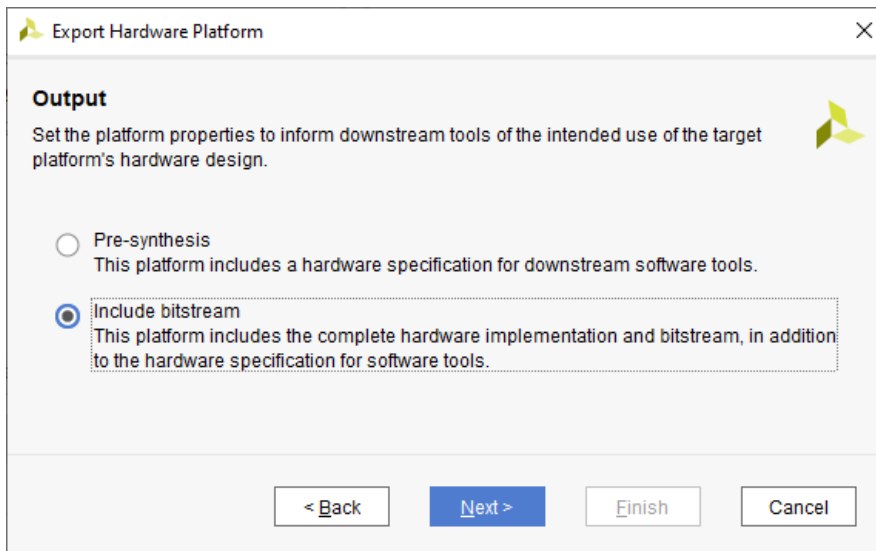 Export Hardware Platform
Output
Set the platform properties to inform downstream tools of the intended use of the target
platform's hardware design.
Pre-synthesis
This platform includes a hardware specification for downstream software tools.
Include bitstream
This platform includes the complete hardware implementation and bitstream, in addition
to the hardware specification for software tools.
< Back
Next >
Finish
Cancel